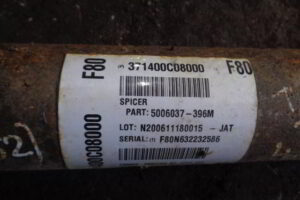 F80
371400C08000
F80
SPICER
PART: 5006037-396M
LOT: N200611180015 - JAT
SERIAL: F80N632232586
00C08000